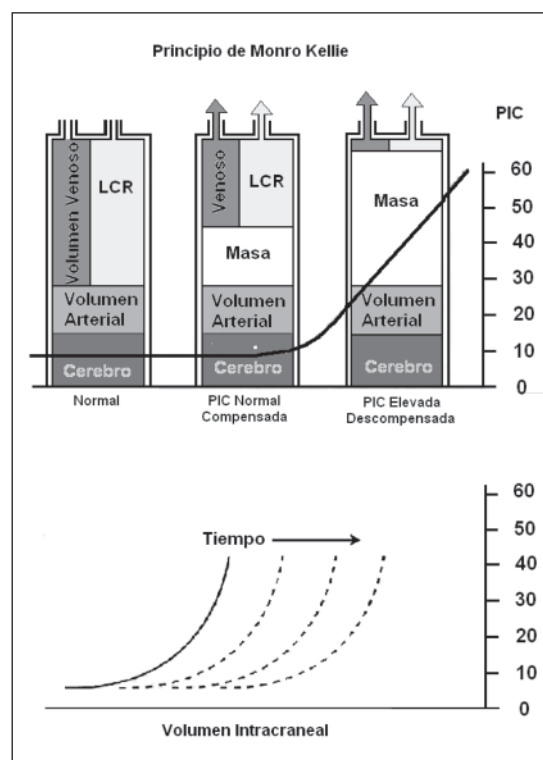 Principio de Monro Kellie
PIC
Volumen Venoso
LCR
Volumen
Arterial
Cerebro
Normal
Venoso
LCR
Masa
Volumen
Arterial
Cerebro
PIC Normal
Compensada
Masa
Volumen
Arterial
Cerebro
PIC Elevada
Descompensada
60
50
40
30
20
10
0
Tiempo
60
50
40
30
20
10
0
Volumen Intracraneal